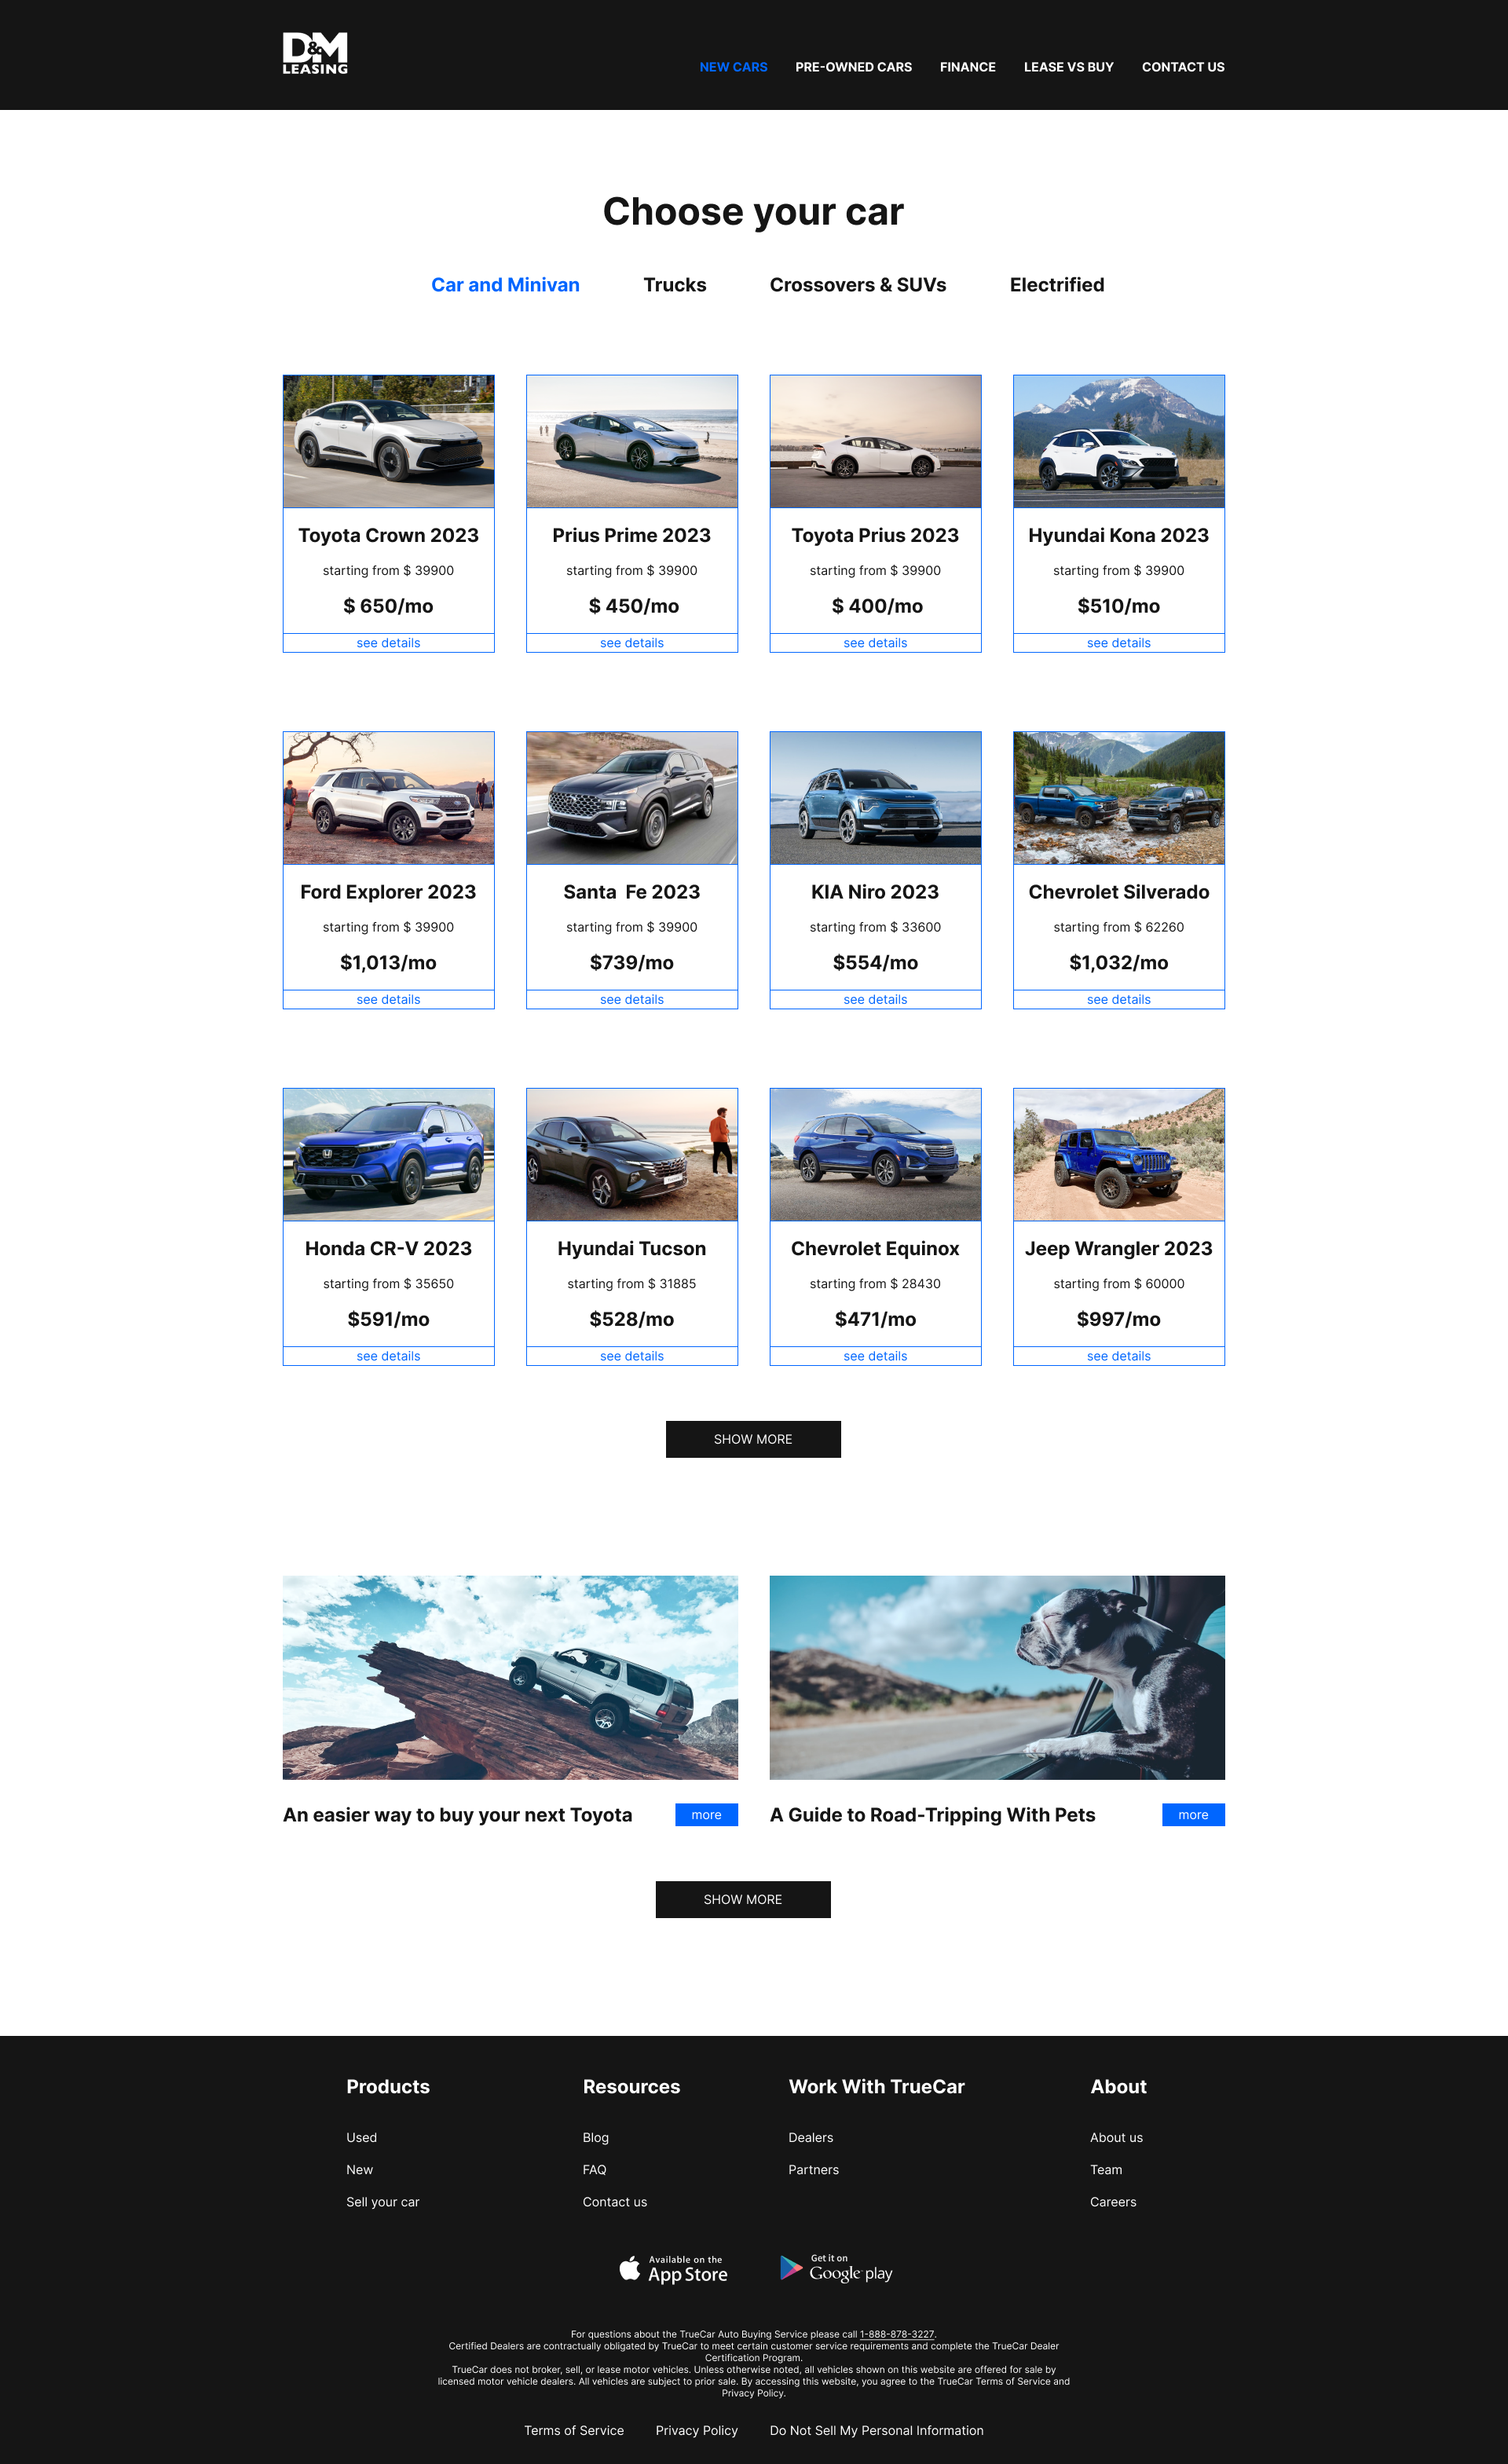 D&M
LEASING
NEW CARS PRE-OWNED CARS FINANCE LEASE VS BUY CONTACT US
Choose your car
Car and Minivan Trucks Crossovers & SUVs Electrified
Toyota Crown 2023 Prius Prime 2023 Toyota Prius 2023 Hyundai Kona 2023
starting from $ 39900 starting from $ 39900 starting from $ 39900 starting from $ 39900
$ 650/mo $ 450/mo $ 400/mo $510/mo
see details see details see details see details
Ford Explorer 2023 Santa Fe 2023 KIA Niro 2023 Chevrolet Silverado
starting from $ 39900 starting from $ 39900 starting from $ 33600 starting from $ 62260
$1,013/mo $739/mo $554/mo $1,032/mo
see details see details see details see details
Honda CR-V 2023 Hyundai Tucson Chevrolet Equinox Jeep Wrangler 2023
starting from $ 35650 starting from $ 31885 starting from $ 28430 starting from $ 60000
$591/mo $528/mo $471/mo $997/mo
see details see details see details see details
SHOW MORE
An easier way to buy your next Toyota more A Guide to Road-Tripping With Pets more
SHOW MORE
Products Resources Work With TrueCar About
Used Blog Dealers About us
New FAQ Partners Team
Sell your car Contact us Careers
Available on the Get it on
App Store Google play
For questions about the TrueCar Auto Buying Service please call 1-888-878-3227.
Certified Dealers are contractually obligated by TrueCar to meet certain customer service requirements and complete the TrueCar Dealer
Certification Program.
TrueCar does not broker, sell, or lease motor vehicles. Unless otherwise noted, all vehicles shown on this website are offered for sale by
licensed motor vehicle dealers. All vehicles are subject to prior sale. By accessing this website, you agree to the TrueCar Terms of Service and
Privacy Policy.
Terms of Service Privacy Policy Do Not Sell My Personal Information